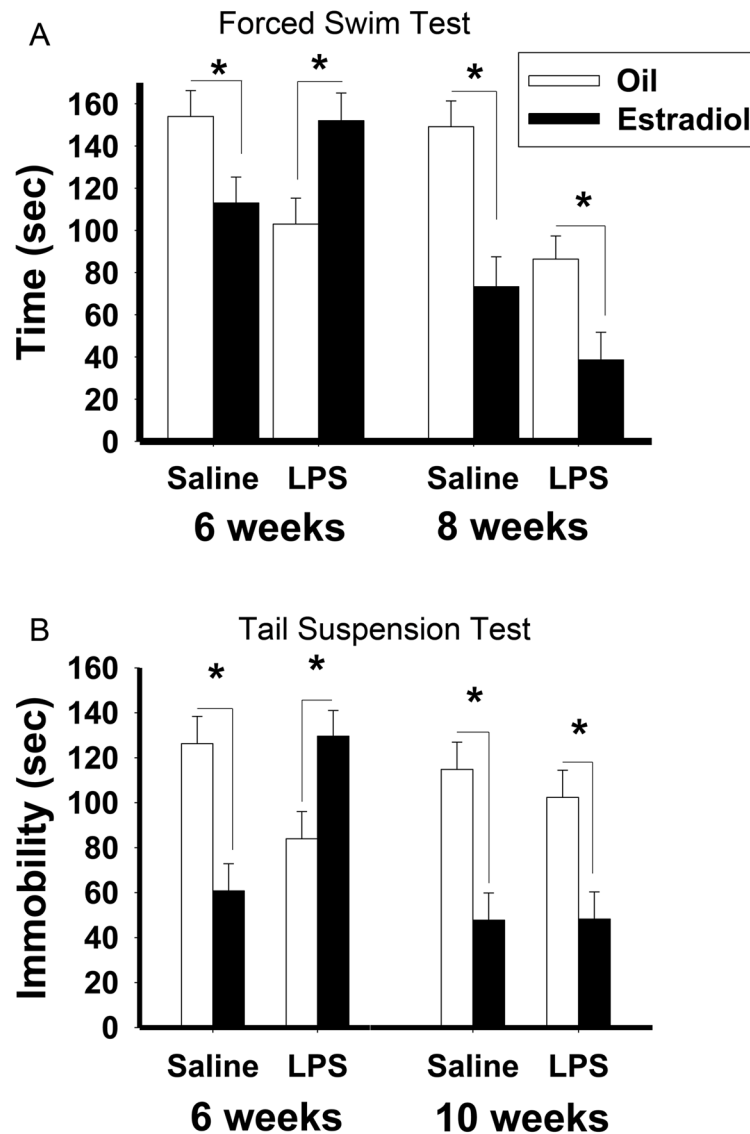 A
Forced Swim Test
* * * *
Oil
Estradiol
Time (sec)
160
140
120
100
80
60
40
20
0
Saline LPS Saline LPS
6 weeks 8 weeks
B
Tail Suspension Test
* * * *
Immobility (sec)
160
140
120
100
80
60
40
20
0
Saline LPS Saline LPS
6 weeks 10 weeks